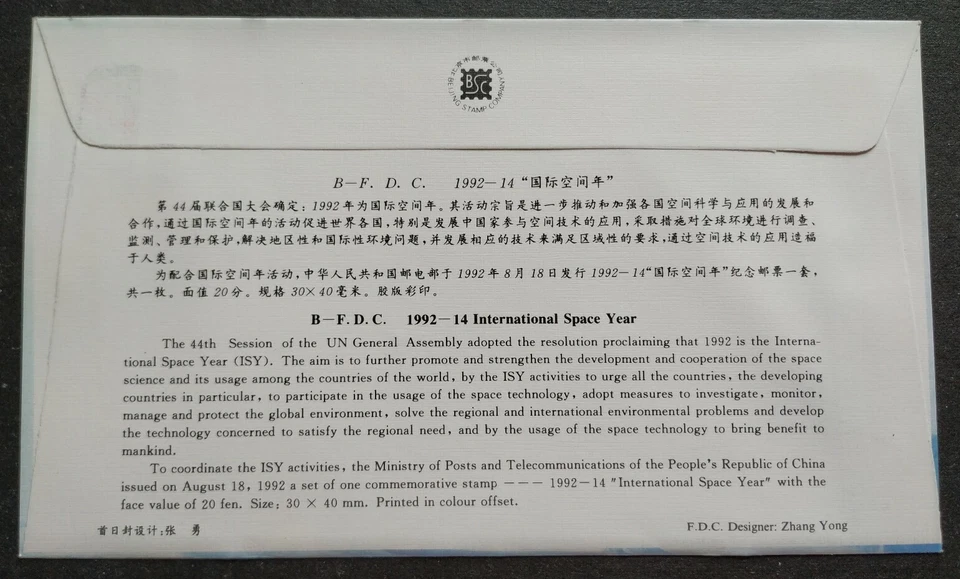 北京市邮票公司
BSC
BEIJING STAMP COMPANY
B－F. D. C. 1992－14“国际空间年”
第 44 届联合国大会确定：1992年为国际空间年。其活动宗旨是进一步推动和加强各国空间科学与应用的发展和
合作，通过国际空间年的活动促进世界各国，特别是发展中国家参与空间技术的应用，采取措施对全球环境进行调查、
监测、管理和保护，解决地区性和国际性环境问题，并发展相应的技术来满足区域性的要求，通过空间技术的应用造福
于人类。
为配合国际空间年活动，中华人民共和国邮电部于 1992 年 8 月 18 日发行 1992－14“国际空间年”纪念邮票一套，
共一枚。面值 20 分。规格 30×40 毫米。胶版彩印。
B－F. D. C. 1992－14 International Space Year
The 44th Session of the UN General Assembly adopted the resolution proclaiming that 1992 is the Interna-
tional Space Year (ISY). The aim is to further promote and strengthen the development and cooperation of the space
science and its usage among the countries of the world, by the ISY activities to urge all the countries, the developing
countries in particular, to participate in the usage of the space technology, adopt measures to investigate, monitor,
manage and protect the global environment, solve the regional and international environmental problems and develop
the technology concerned to satisfy the regional need, and by the usage of the space technology to bring benefit to
mankind.
To coordinate the ISY activities, the Ministry of Posts and Telecommunications of the People's Republic of China
issued on August 18, 1992 a set of one commemorative stamp －－－ 1992－14 "International Space Year" with the
face value of 20 fen. Size: 30 × 40 mm. Printed in colour offset.
首日封设计：张 勇
F.D.C. Designer: Zhang Yong